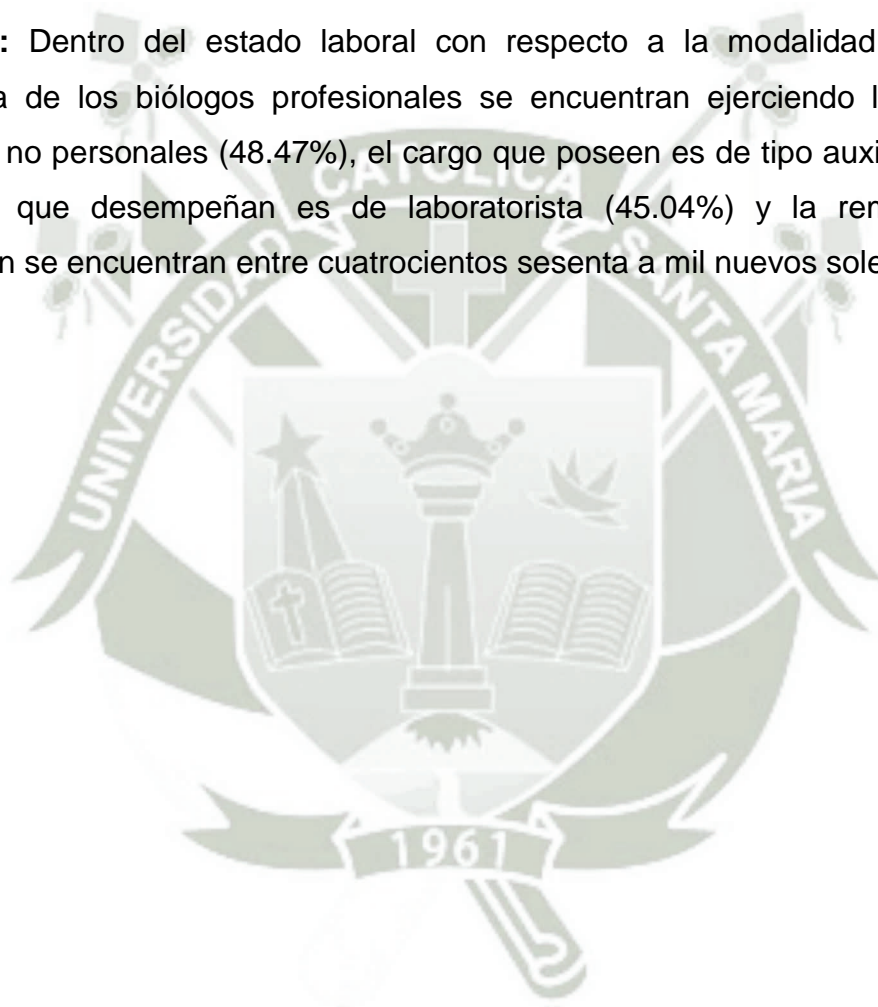 : Dentro del estado laboral con respecto a la modalidad
a de los biólogos profesionales se encuentran ejerciendo l
no personales (48.47%), el cargo que poseen es de tipo auxi
que desempeñan es de laboratorista (45.04%) y la rem
n se encuentran entre cuatrocientos sesenta a mil nuevos sole
UNIVERSIDAD CATOLICA SANTA MARIA
1961